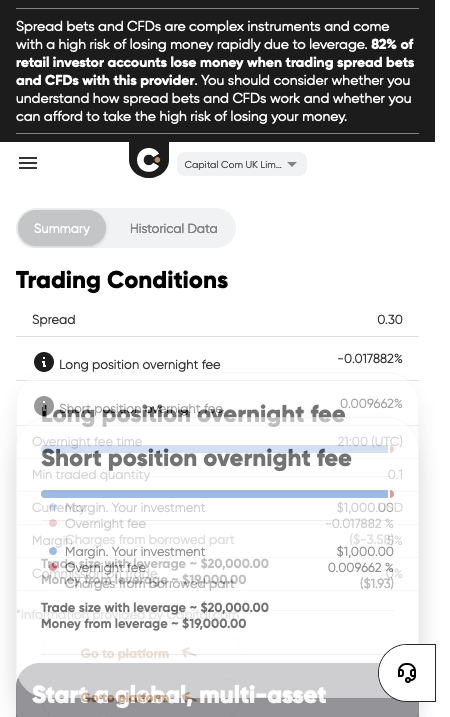 Spread bets and CFDs are complex instruments and come
with a high risk of losing money rapidly due to leverage. 82% of
retail investor accounts lose money when trading spread bets
and CFDs with this provider. You should consider whether you
understand how spread bets and CFDs work and whether you
can afford to take the high risk of losing your money.
Capital Com UK Lim...
Summary Historical Data
Trading Conditions
Spread 0.30
Long position overnight fee -0.017882%
Short position overnight fee 0.009662%
Long position overnight fee
Overnight fee time 21:00 (UTC)
Short position overnight fee
Min traded quantity 0.1
Currency USD
Margin. Your investment $1,000.00
Overnight fee -0.017882 %
Margin 5%
Charges from borrowed part
Margin. Your investment $1,000.00
Trade size with leverage ~ $20,000.00
Overnight fee 0.009662 %
Money from leverage ~ $19,000.00
Charges from borrowed part ($1.93)
Trade size with leverage ~ $20,000.00
Money from leverage ~ $19,000.00
Go to platform
Start a global, multi-asset
Go to platform